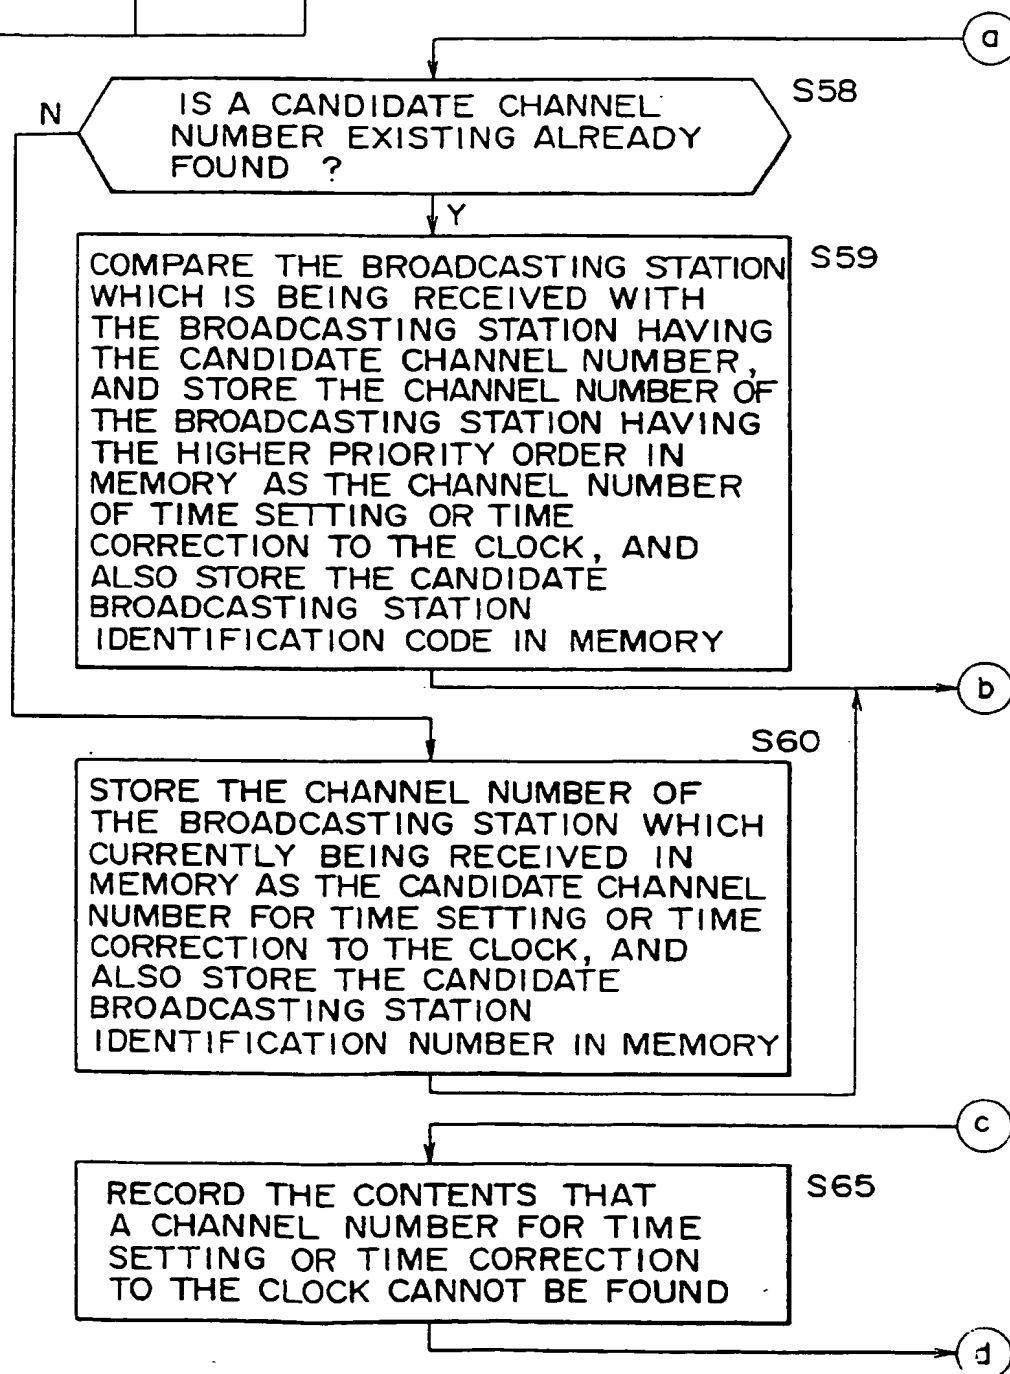 a
S58
N
IS A CANDIDATE CHANNEL
NUMBER EXISTING ALREADY
FOUND ?
Y
S59
COMPARE THE BROADCASTING STATION
WHICH IS BEING RECEIVED WITH
THE BROADCASTING STATION HAVING
THE CANDIDATE CHANNEL NUMBER,
AND STORE THE CHANNEL NUMBER OF
THE BROADCASTING STATION HAVING
THE HIGHER PRIORITY ORDER IN
MEMORY AS THE CHANNEL NUMBER
OF TIME SETTING OR TIME
CORRECTION TO THE CLOCK, AND
ALSO STORE THE CANDIDATE
BROADCASTING STATION
IDENTIFICATION CODE IN MEMORY
b
S60
STORE THE CHANNEL NUMBER OF
THE BROADCASTING STATION WHICH
CURRENTLY BEING RECEIVED IN
MEMORY AS THE CANDIDATE CHANNEL
NUMBER FOR TIME SETTING OR TIME
CORRECTION TO THE CLOCK, AND
ALSO STORE THE CANDIDATE
BROADCASTING STATION
IDENTIFICATION NUMBER IN MEMORY
c
S65
RECORD THE CONTENTS THAT
A CHANNEL NUMBER FOR TIME
SETTING OR TIME CORRECTION
TO THE CLOCK CANNOT BE FOUND
d